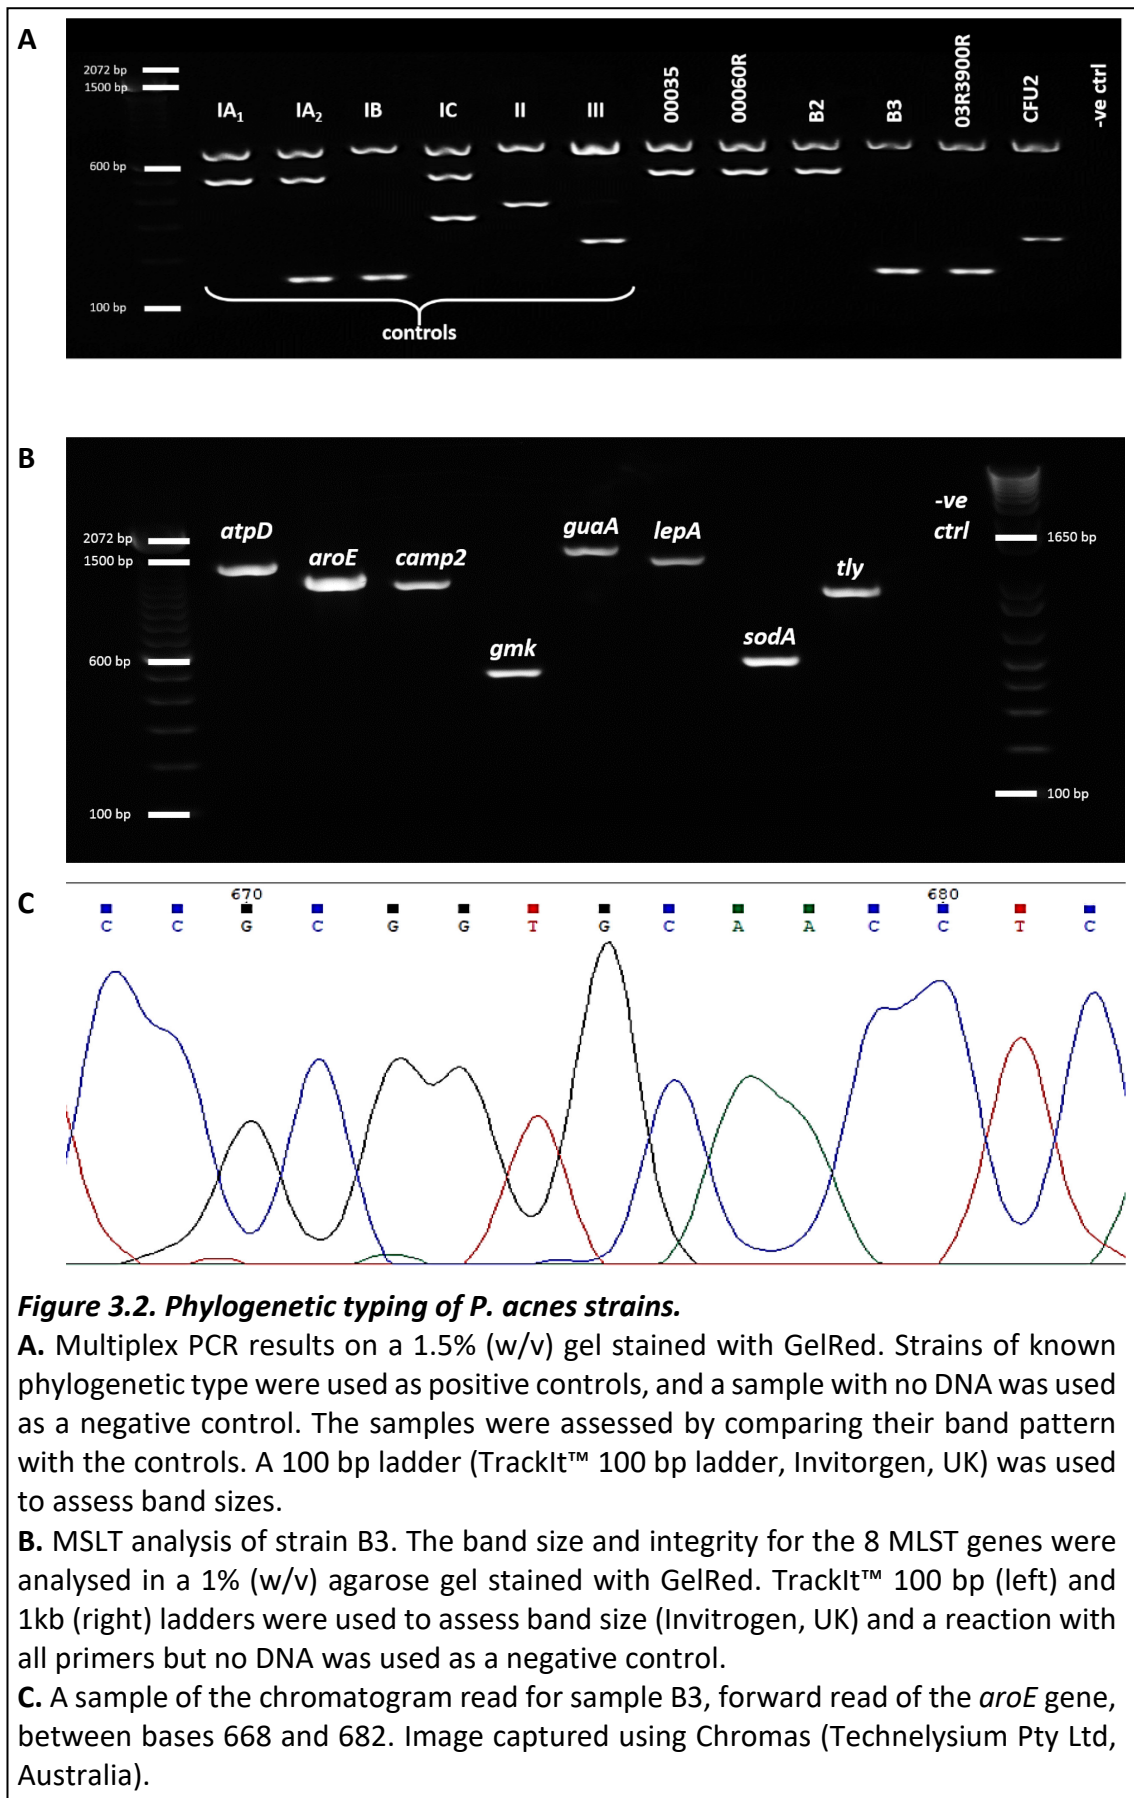 A
2072 bp
1500 bp
600 bp
100 bp
IA1 IA2 IB IC II III 00035 00060R B2 B3 03R3900R CFU2 -ve ctrl
controls
B
2072 bp
1500 bp
600 bp
100 bp
atpD aroE camp2 gmk guaA lepA sodA tly
-ve
ctrl
1650 bp
100 bp
C
670 680
C C G C G G T G C A A C C T C
Figure 3.2. Phylogenetic typing of P. acnes strains.
A. Multiplex PCR results on a 1.5% (w/v) gel stained with GelRed. Strains of known
phylogenetic type were used as positive controls, and a sample with no DNA was used
as a negative control. The samples were assessed by comparing their band pattern
with the controls. A 100 bp ladder (TrackIt™ 100 bp ladder, Invitorgen, UK) was used
to assess band sizes.
B. MSLT analysis of strain B3. The band size and integrity for the 8 MLST genes were
analysed in a 1% (w/v) agarose gel stained with GelRed. TrackIt™ 100 bp (left) and
1kb (right) ladders were used to assess band size (Invitrogen, UK) and a reaction with
all primers but no DNA was used as a negative control.
C. A sample of the chromatogram read for sample B3, forward read of the aroE gene,
between bases 668 and 682. Image captured using Chromas (Technelysium Pty Ltd,
Australia).